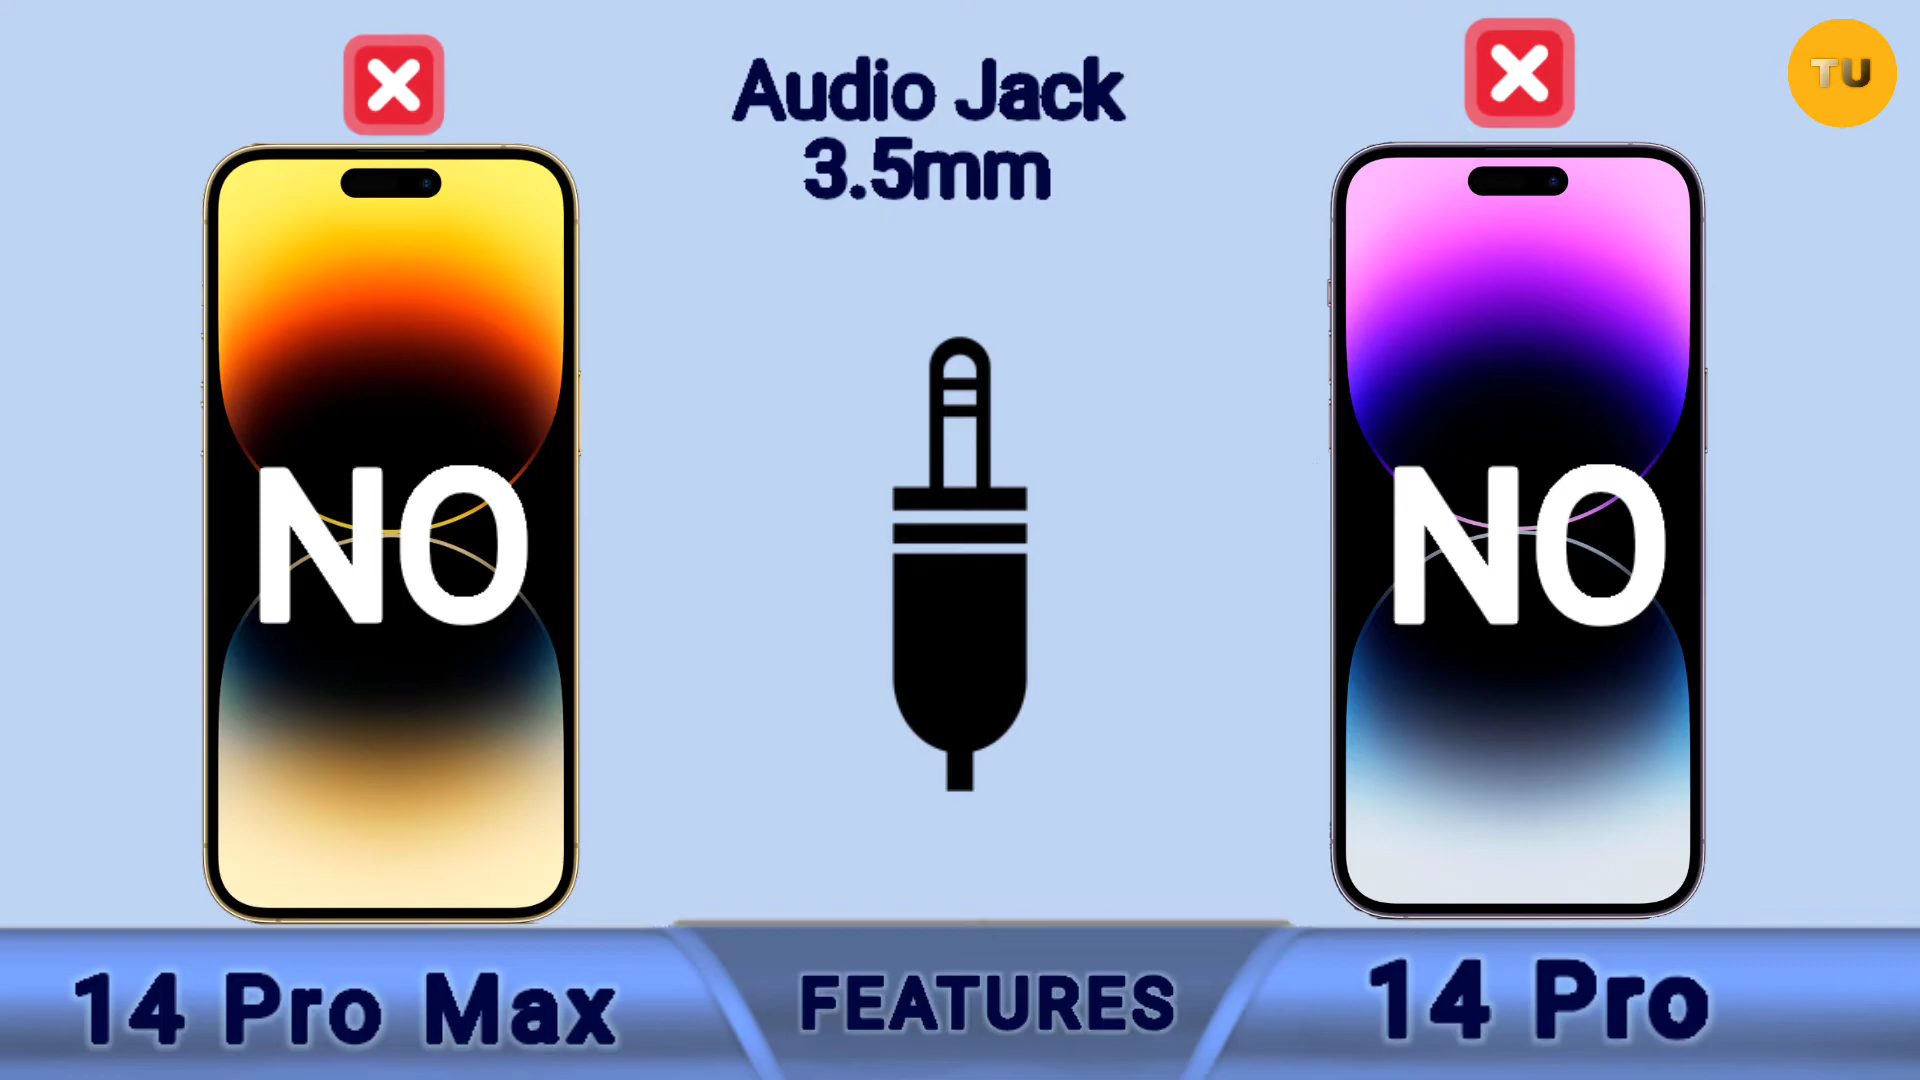 Audio Jack
3.5mm
TU
NO
NO
14 Pro Max
FEATURES
14 Pro